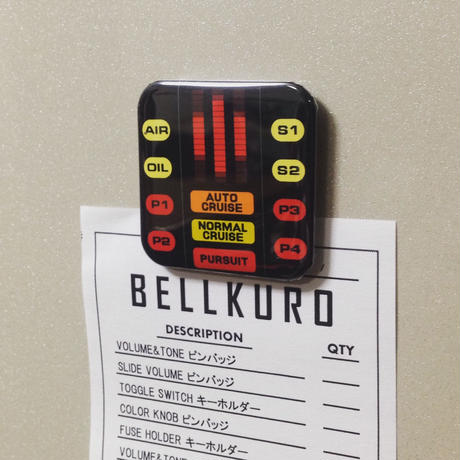 AIR
S1
OIL
S2
P1
AUTO
CRUISE
P3
P2
NORMAL
CRUISE
P4
PURSUIT
BELLKURO
DESCRIPTION
QTY
VOLUME&TONE ピンバッジ
SLIDE VOLUME ピンバッジ
TOGGLE SWITCH キーホルダー
COLOR KNOB ピンバッジ
FUSE HOLDER キーホルダー
VOLUME&TONE